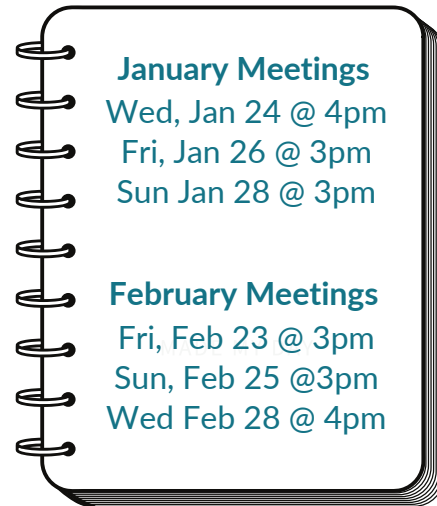 January Meetings
Wed, Jan 24 @ 4pm
Fri, Jan 26 @ 3pm
Sun Jan 28 @ 3pm
February Meetings
Fri, Feb 23 @ 3pm
Sun, Feb 25 @3pm
Wed Feb 28 @ 4pm